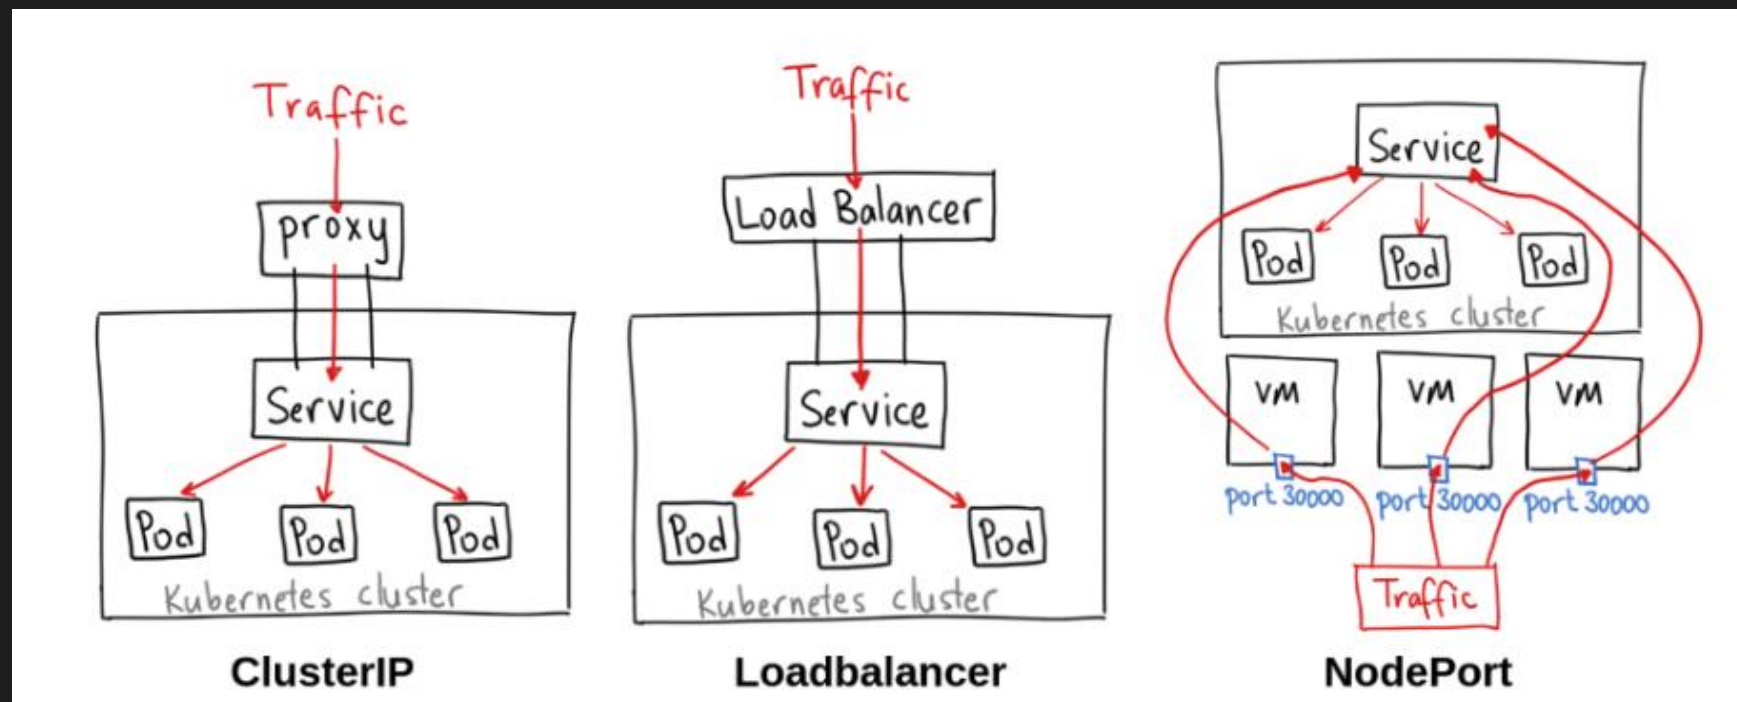 Traffic
proxy
Service
Pod
Pod
Pod
Kubernetes cluster
ClusterIP
Traffic
Load Balancer
Service
Pod
Pod
Pod
Kubernetes cluster
Loadbalancer
Service
Pod
Pod
Pod
Kubernetes cluster
VM
VM
VM
port 30000
port 30000
port 30000
Traffic
NodePort